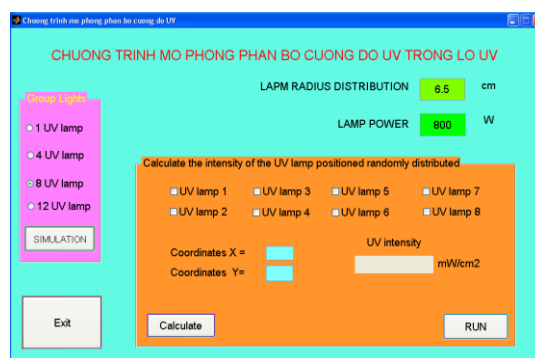 Chuong trinh mo phong phan bo cuong do UV
CHUONG TRINH MO PHONG PHAN BO CUONG DO UV TRONG LO UV
LAPM RADIUS DISTRIBUTION 6.5 cm
LAMP POWER 800 W
Group Lights
1 UV lamp
4 UV lamp
8 UV lamp
12 UV lamp
SIMULATION
Exit
Calculate the intensity of the UV lamp positioned randomly distributed
UV lamp 1 UV lamp 3 UV lamp 5 UV lamp 7
UV lamp 2 UV lamp 4 UV lamp 6 UV lamp 8
UV intensity
Coordinates X =
mW/cm2
Coordinates Y=
Calculate RUN